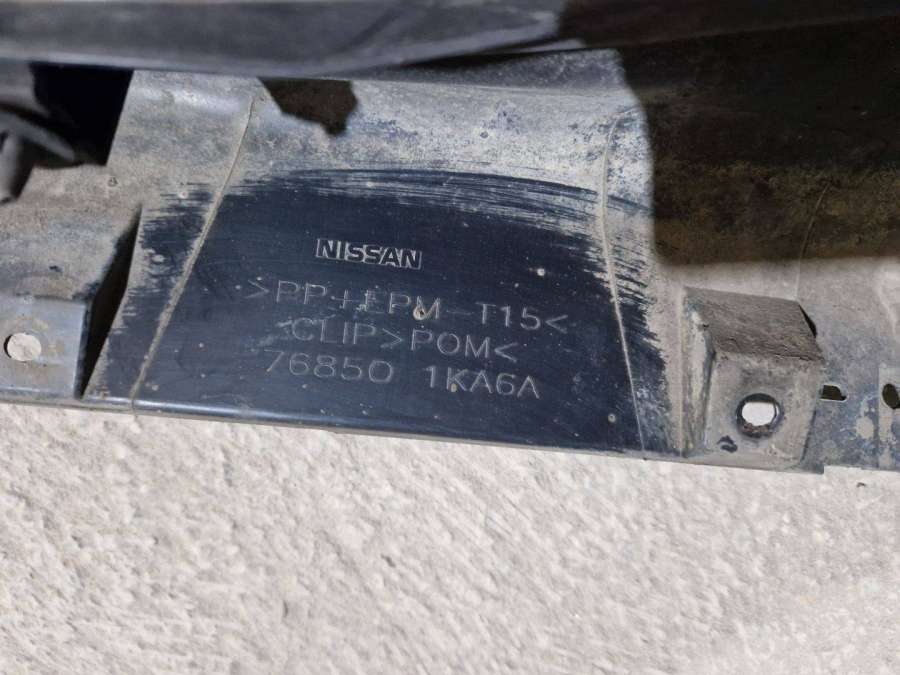 NISSAN
>PP+EPM-T15<
CLIP>POM<
76850 1KA6A